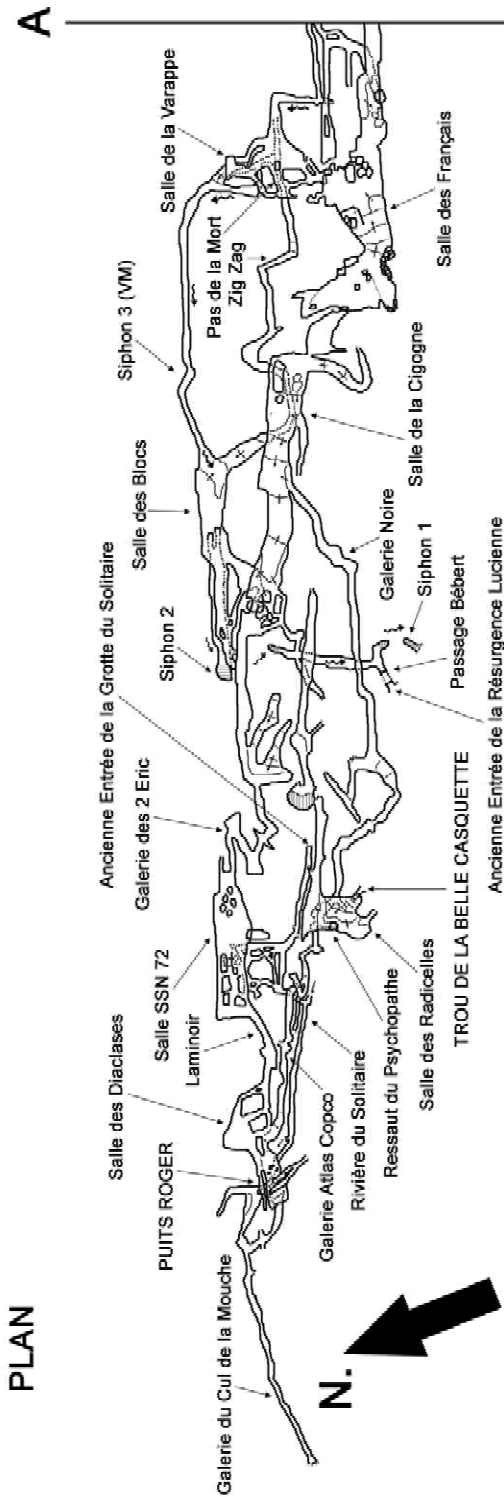 PLAN
A
Galerie du Cul de la Mouche
PUITS ROGER
Salle des Diaclases
Laminoir
Salle SSN 72
Galerie des 2 Eric
Ancienne Entrée de la Grotte du Solitaire
Siphon 2
Salle des Blocs
Siphon 3 (VM)
Salle de la Varappe
Pas de la Mort
Zig Zag
N.
Galerie Atlas Copco
Rivière du Solitaire
Ressaut du Psychopathe
Salle des Radicelles
TROU DE LA BELLE CASQUETTE
Ancienne Entrée de la Résurgence Lucienne
Passage Bébert
Siphon 1
Galerie Noire
Salle de la Cigogne
Salle des Français